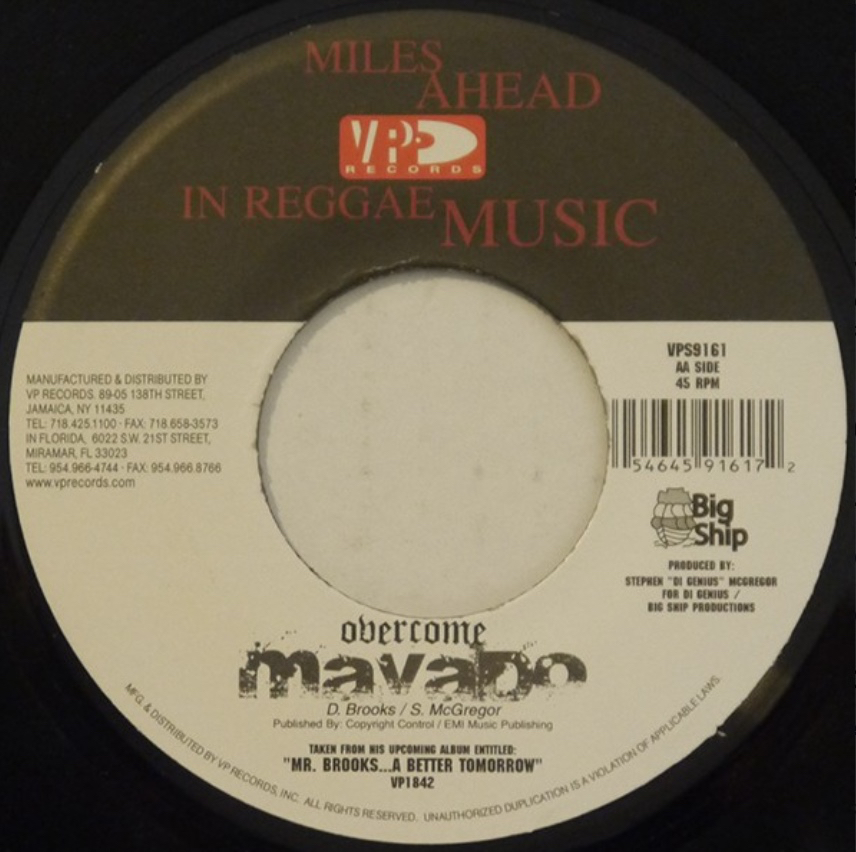 MILES
AHEAD
VP
RECORDS
IN REGGAE
MUSIC
MANUFACTURED & DISTRIBUTED BY
VP RECORDS. 89-05 138TH STREET,
JAMAICA, NY 11435
TEL: 718.425.1100 · FAX: 718.658-3573
IN FLORIDA, 6022 S.W. 21ST STREET,
MIRAMAR, FL 33023
TEL: 954.966-4744 · FAX: 954.966.8766
www.vprecords.com
VPS9161
AA SIDE
45 RPM
54645 91617 2
Big
Ship
PRODUCED BY:
STEPHEN "DI GENIUS" MCGREGOR
FOR DI GENIUS /
BIG SHIP PRODUCTIONS
overcome
mavado
D. Brooks / S. McGregor
Published By: Copyright Control / EMI Music Publishing
TAKEN FROM HIS UPCOMING ALBUM ENTITLED:
"MR. BROOKS...A BETTER TOMORROW"
VP1842
MFG. & DISTRIBUTED BY VP RECORDS, INC. ALL RIGHTS RESERVED. UNAUTHORIZED DUPLICATION IS A VIOLATION OF APPLICABLE LAWS.